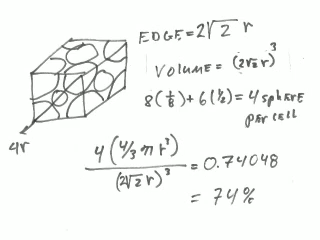 EDGE = 2√2 r
VOLUME = (2√2 r)³
8(1/8) + 6(1/2) = 4 SPHERE
PER CELL
4r
4(4/3 π r³)
(2√2 r)³
= 0.74048
= 74%